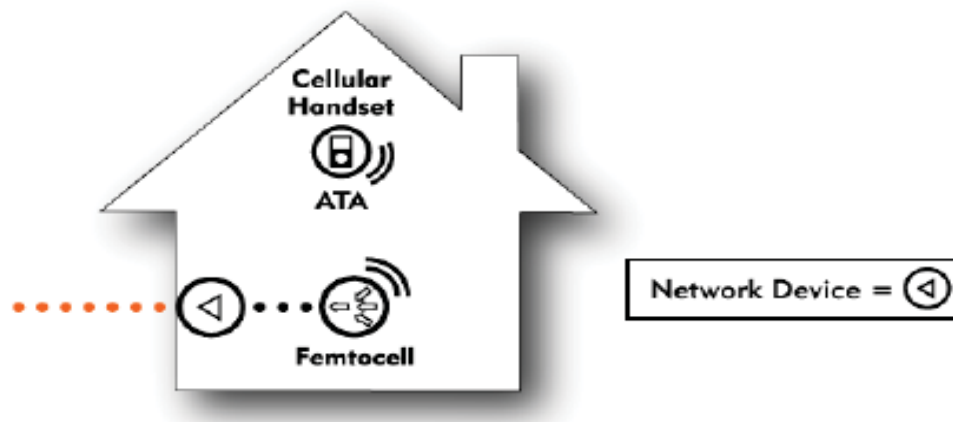 Cellular
Handset
ATA
Femtocell
Network Device =